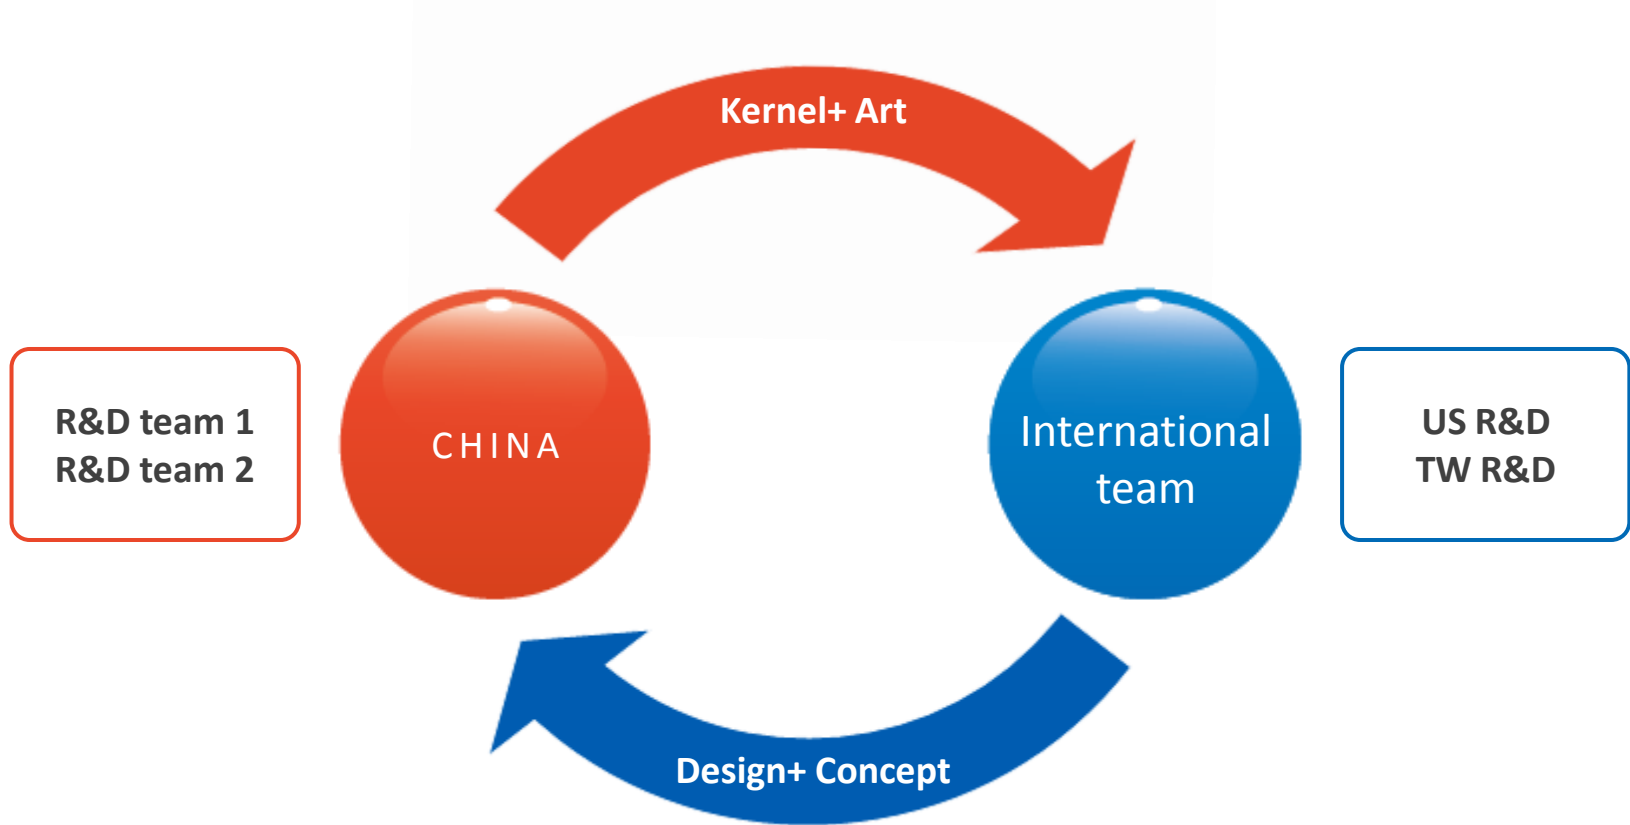 Kernel+ Art
R&D team 1
R&D team 2
CHINA
International
team
US R&D
TW R&D
Design+ Concept